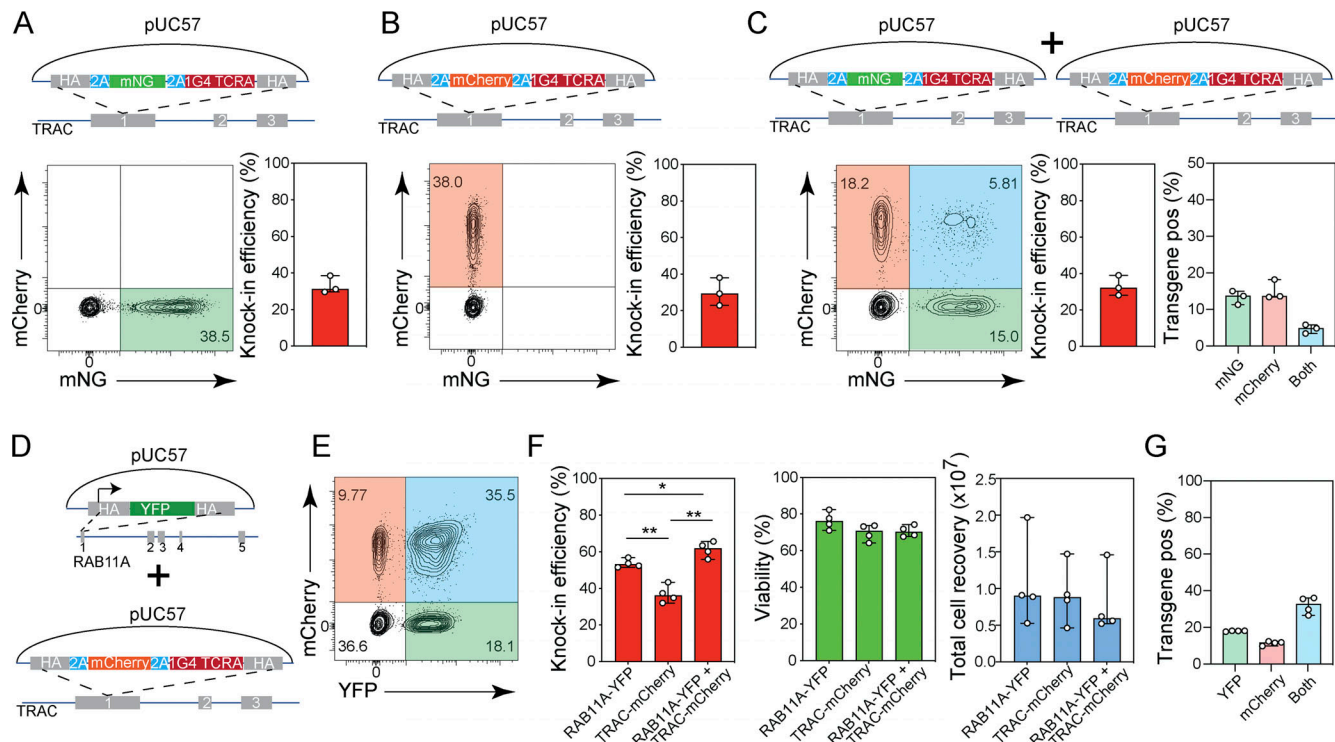 A
pUC57
HA 2A mNG 2A 1G4 TCRA HA
TRAC 1 2 3
mCherry
0
38.5
0
mNG
Knock-in efficiency (%)
100
80
60
40
20
0
B
pUC57
HA 2A mCherry 2A 1G4 TCRA HA
TRAC 1 2 3
mCherry
38.0
0
0
mNG
Knock-in efficiency (%)
100
80
60
40
20
0
C
pUC57 + pUC57
HA 2A mNG 2A 1G4 TCRA HA
TRAC 1 2 3
HA 2A mCherry 2A 1G4 TCRA HA
TRAC 1 2 3
mCherry
18.2 5.81
0
15.0
0
mNG
Knock-in efficiency (%)
100
80
60
40
20
0
Transgene pos (%)
50
40
30
20
10
0
mNG
mCherry
Both
D
pUC57
HA YFP HA
1 2 3 4 5
RAB11A
+
pUC57
HA 2A mCherry 2A 1G4 TCRA HA
TRAC 1 2 3
E
mCherry
9.77 35.5
0
36.6 18.1
0
YFP
F
Knock-in efficiency (%)
100
80
60
40
20
0
*
** **
RAB11A-YFP
TRAC-mCherry
RAB11A-YFP +
TRAC-mCherry
Viability (%)
100
80
60
40
20
0
RAB11A-YFP
TRAC-mCherry
RAB11A-YFP +
TRAC-mCherry
Total cell recovery (x10⁷)
2.5
2.0
1.5
1.0
0.5
0.0
RAB11A-YFP
TRAC-mCherry
RAB11A-YFP +
TRAC-mCherry
G
Transgene pos (%)
100
80
60
40
20
0
YFP
mCherry
Both